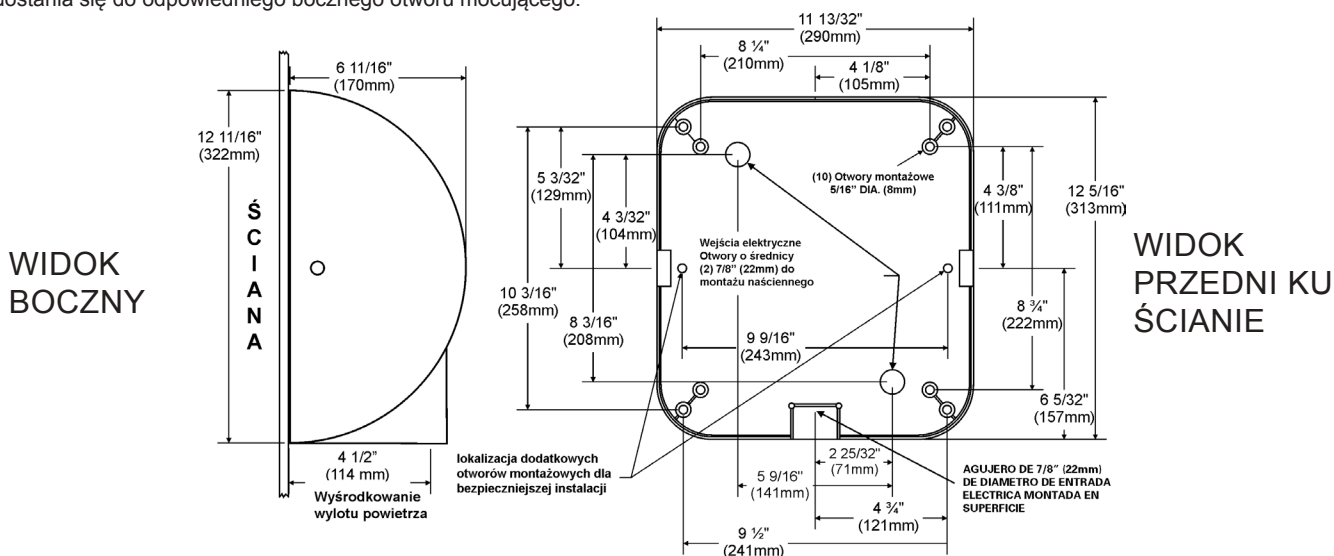 dostania się do odpowiedniego bocznego otworu mocującego.
WIDOK
BOCZNY
6 11/16"
(170mm)
12 11/16"
(322mm)
ŚCIANA
4 1/2"
(114 mm)
Wyśrodkowanie
wylotu powietrza
11 13/32"
(290mm)
8 ¼"
(210mm)
4 1/8"
(105mm)
5 3/32"
(129mm)
4 3/32"
(104mm)
10 3/16"
(258mm)
8 3/16"
(208mm)
(10) Otwory montażowe
5/16” DIA. (8mm)
Wejścia elektryczne
Otwory o średnicy
(2) 7/8” (22mm) do
montażu naściennego
9 9/16"
(243mm)
4 3/8"
(111mm)
12 5/16"
(313mm)
8 ¾"
(222mm)
6 5/32"
(157mm)
lokalizacja dodatkowych
otworów montażowych dla
bezpieczniejszej instalacji
2 25/32"
(71mm)
5 9/16"
(141mm)
4 ¾"
(121mm)
9 ½"
(241mm)
AGUJERO DE 7/8” (22mm)
DE DIAMETRO DE ENTRADA
ELECTRICA MONTADA EN
SUPERFICIE
WIDOK
PRZEDNI KU
ŚCIANIE